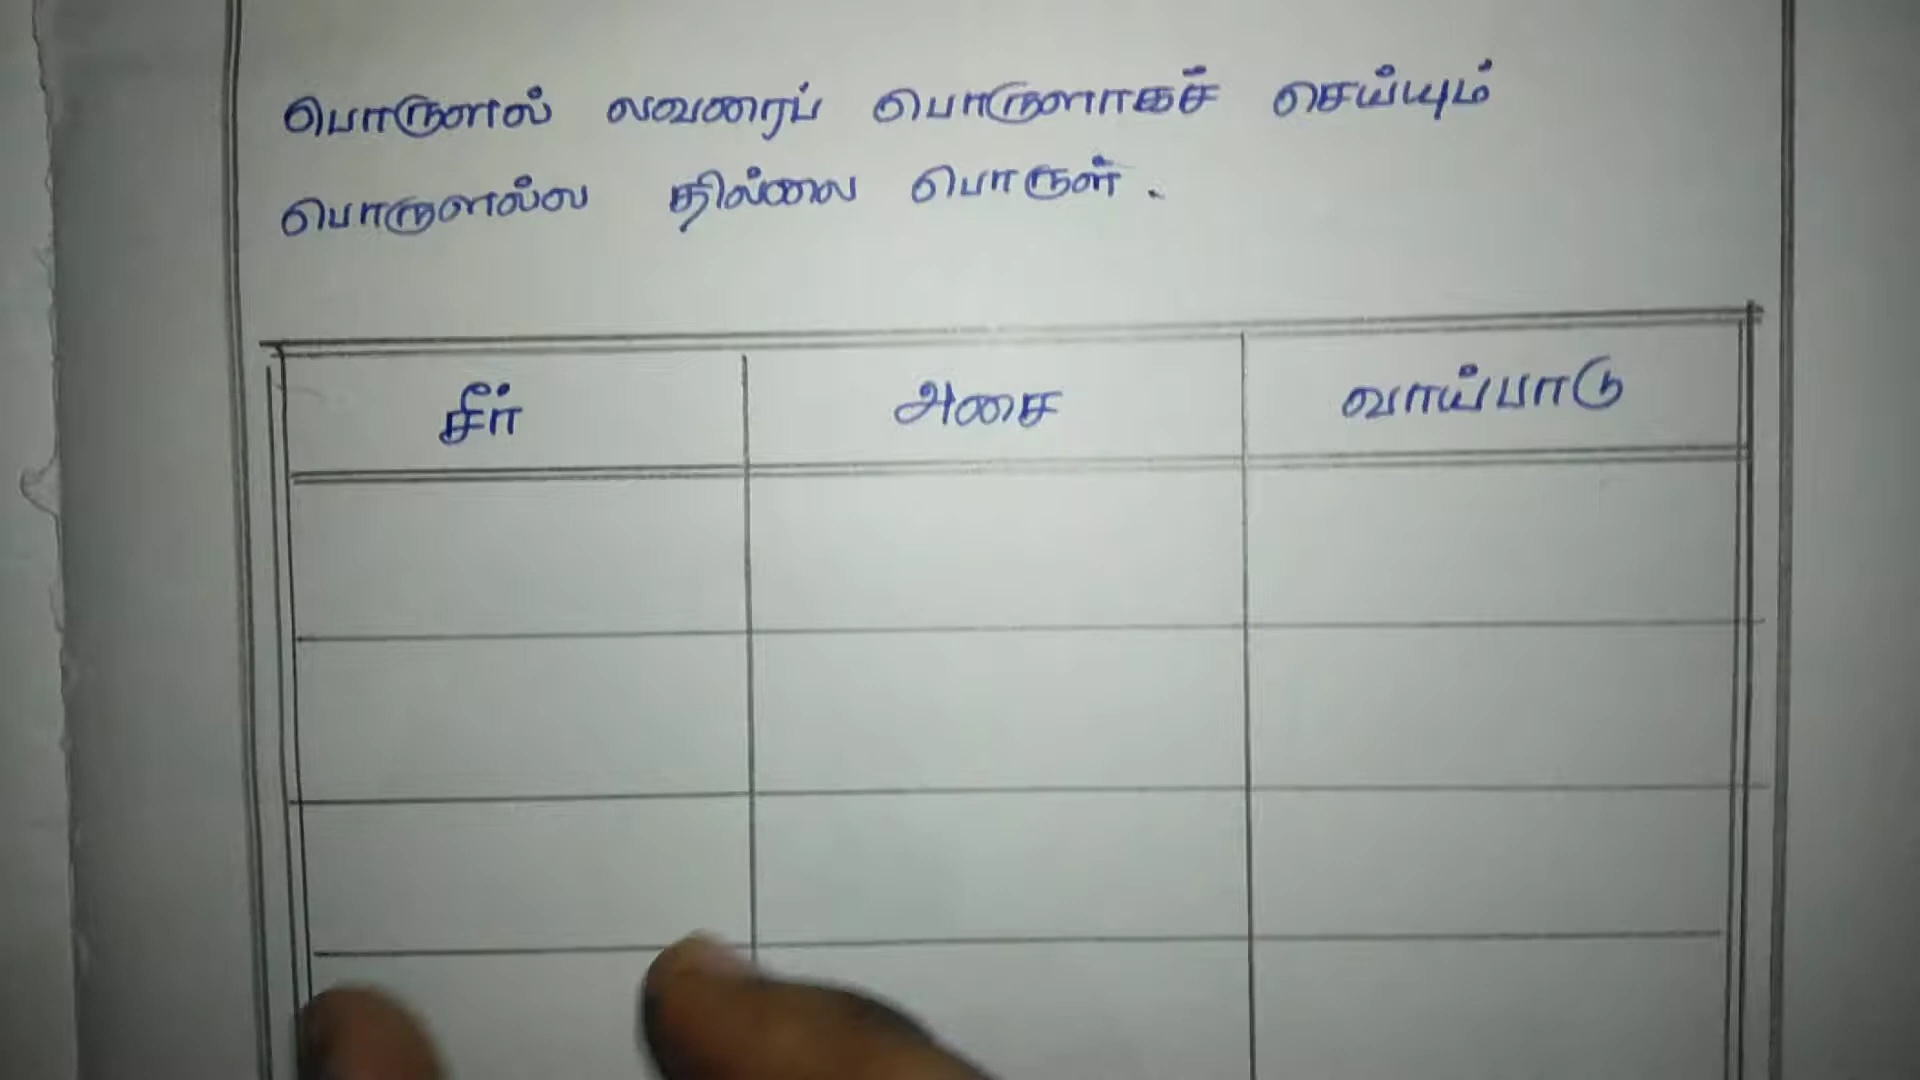 பொருளல் லவரைப் பொருளாகச் செய்யும்
பொருளல்ல தில்லை பொருள்.
சீர் அசை வாய்பாடு